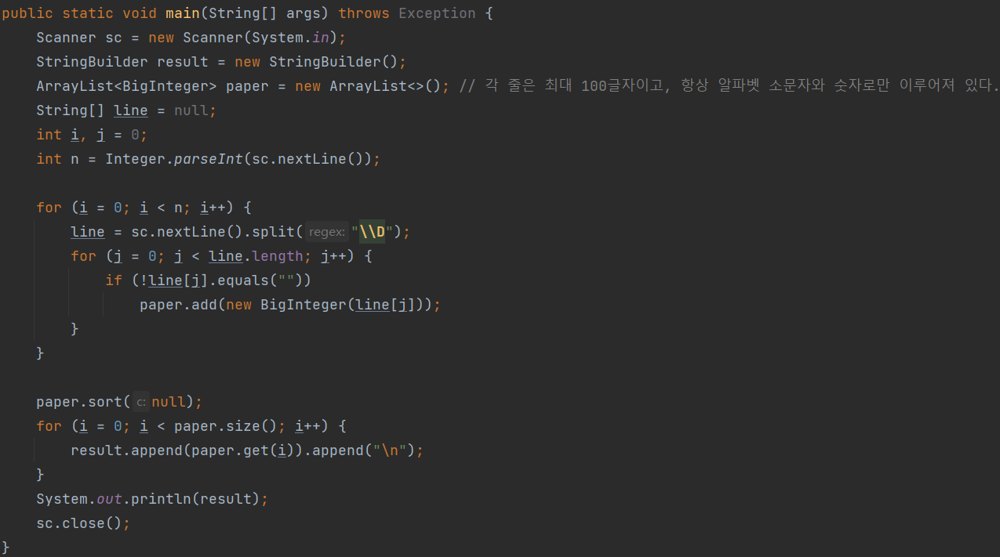 public static void main(String[] args) throws Exception {
    Scanner sc = new Scanner(System.in);
    StringBuilder result = new StringBuilder();
    ArrayList<BigInteger> paper = new ArrayList<>(); // 각 줄은 최대 100글자이고, 항상 알파벳 소문자와 숫자로만 이루어져 있다.
    String[] line = null;
    int i, j = 0;
    int n = Integer.parseInt(sc.nextLine());

    for (i = 0; i < n; i++) {
        line = sc.nextLine().split( regex: "\\D");
        for (j = 0; j < line.length; j++) {
            if (!line[j].equals(""))
                paper.add(new BigInteger(line[j]));
        }
    }

    paper.sort( c: null);
    for (i = 0; i < paper.size(); i++) {
        result.append(paper.get(i)).append("\n");
    }
    System.out.println(result);
    sc.close();
}